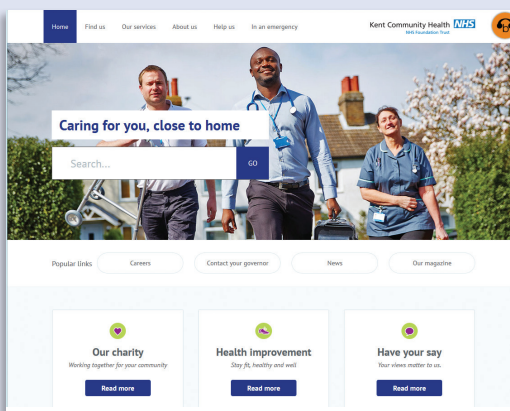 Home Find us Our services About us Help us In an emergency
Kent Community Health NHS
NHS Foundation Trust
Caring for you, close to home
Search...
GO
Popular links Careers Contact your governor News Our magazine
Our charity
Working together for your community
Read more
Health improvement
Stay fit, healthy and well
Read more
Have your say
Your views matter to us.
Read more